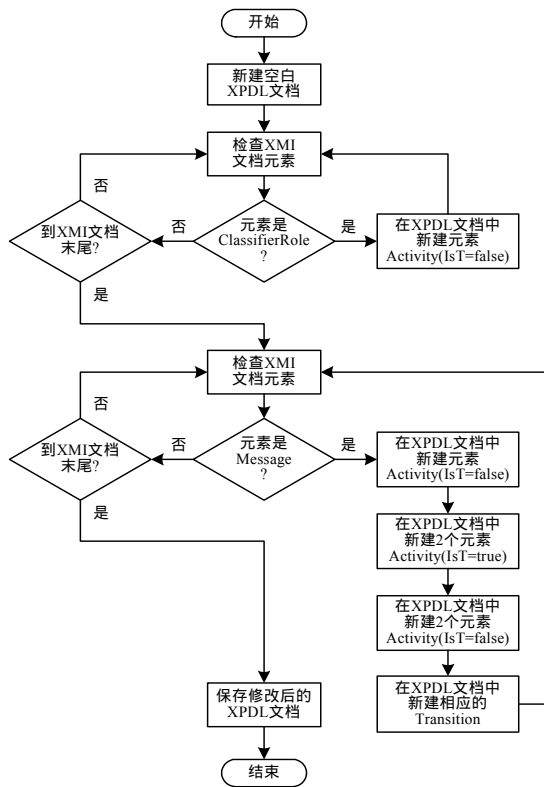 开始
新建空白
XPDL文档
检查XMI
文档元素
否
到XMI文档
末尾?
否
元素是
ClassifierRole
?
是
在XPDL文档中
新建元素
Activity(IsT=false)
是
检查XMI
文档元素
否
到XMI文档
末尾?
否
元素是
Message
?
是
在XPDL文档中
新建元素
Activity(IsT=false)
是
在XPDL文档中
新建2个元素
Activity(IsT=true)
在XPDL文档中
新建2个元素
Activity(IsT=false)
保存修改后的
XPDL文档
在XPDL文档中
新建相应的
Transition
结束